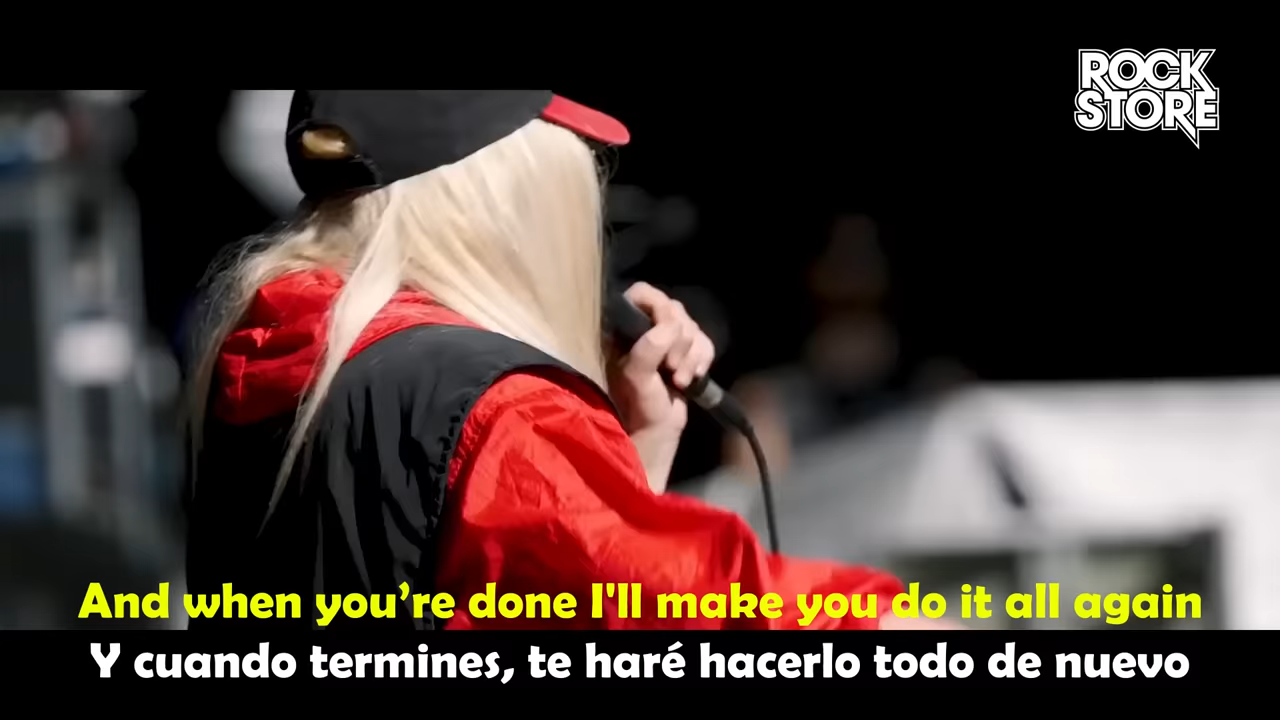 ROCK
STORE
And when you’re done I'll make you do it all again
Y cuando termines, te haré hacerlo todo de nuevo